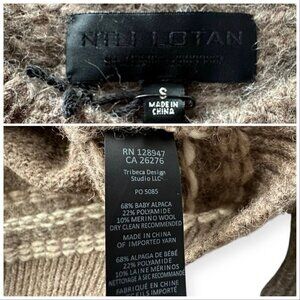 NILI LOTAN
S
MADE IN
CHINA
RN 128947
CA 26276
Tribeca Design
Studio LLC
PO 5085
68% BABY ALPACA
22% POLYAMIDE
10% MERINO WOOL
DRY CLEAN RECOMMENDED
MADE IN CHINA
OF IMPORTED YARN
68% ALPAGA DE BÉBÉ
22% POLYAMIDE
10% LAINE MERINOS
NETTOYAGE À SEC RECOMMANDÉ
FABRIQUÉ EN CHINE